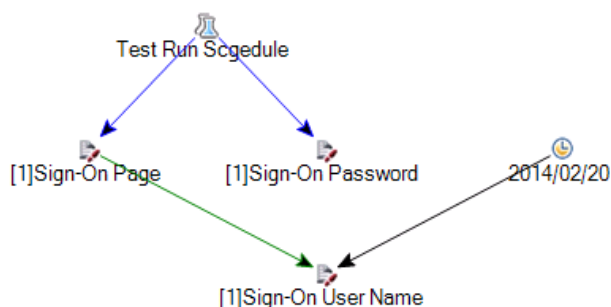 Test Run Scgedule
[1]Sign-On Page
[1]Sign-On Password
2014/02/20
[1]Sign-On User Name